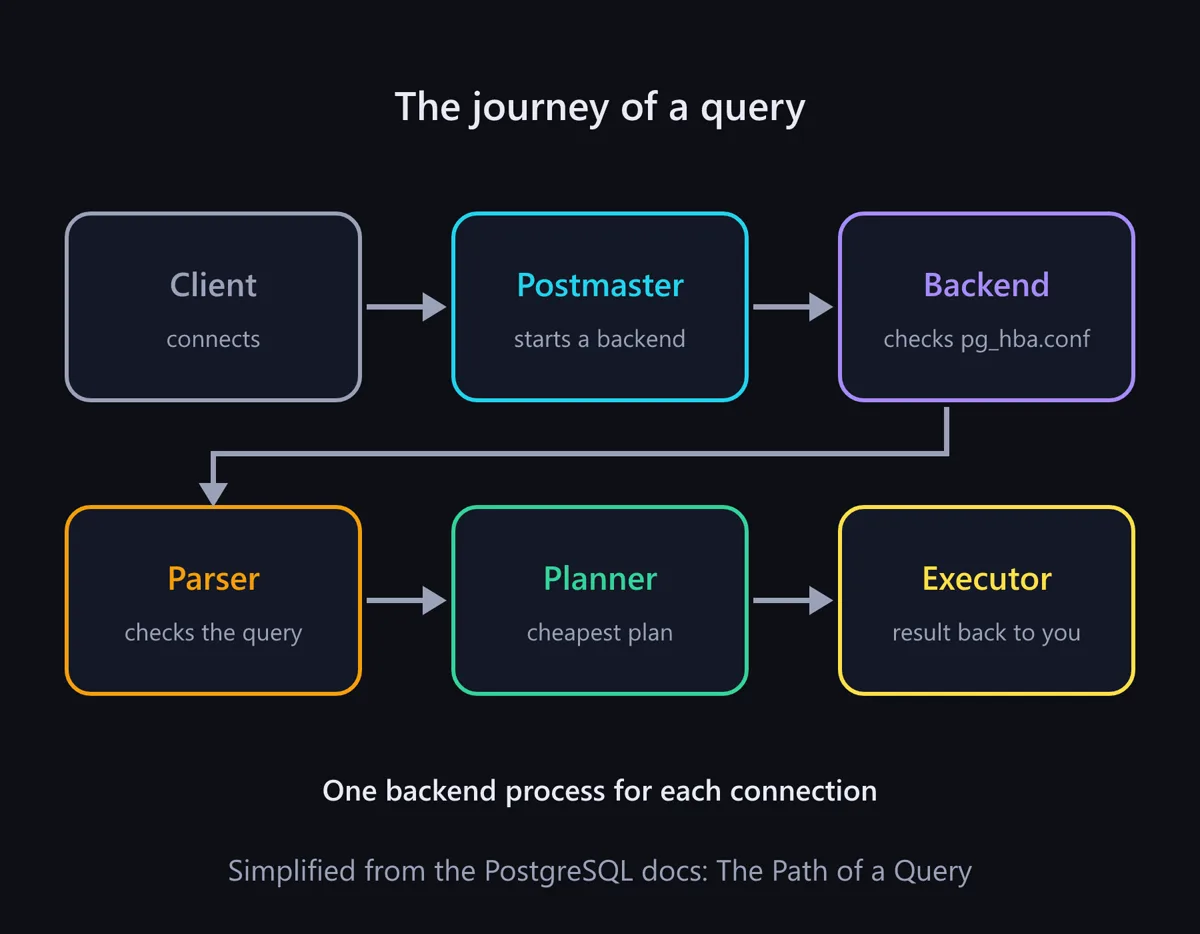 The journey of a query
Client
connects
Postmaster
starts a backend
Backend
checks pg_hba.conf
Parser
checks the query
Planner
cheapest plan
Executor
result back to you
One backend process for each connection
Simplified from the PostgreSQL docs: The Path of a Query